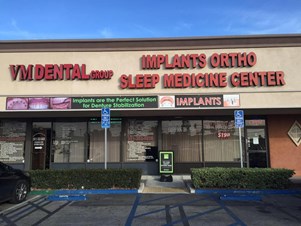 VM DENTAL GROUP
IMPLANTS ORTHO
SLEEP MEDICINE CENTER
Implants are the Perfect Solution
for Denture Stabilization
IMPLANTS